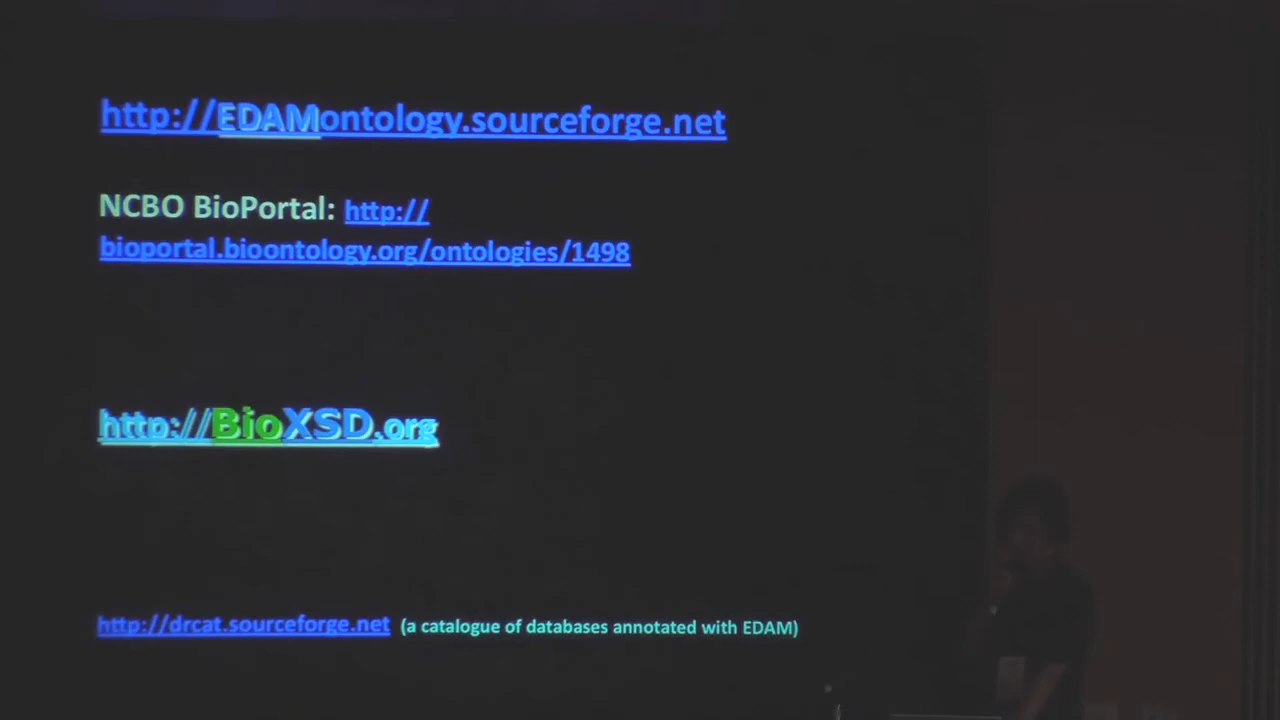 http://EDAMontology.sourceforge.net
NCBO BioPortal: http://
bioportal.bioontology.org/ontologies/1498
http://BioXSD.org
http://drcat.sourceforge.net (a catalogue of databases annotated with EDAM)